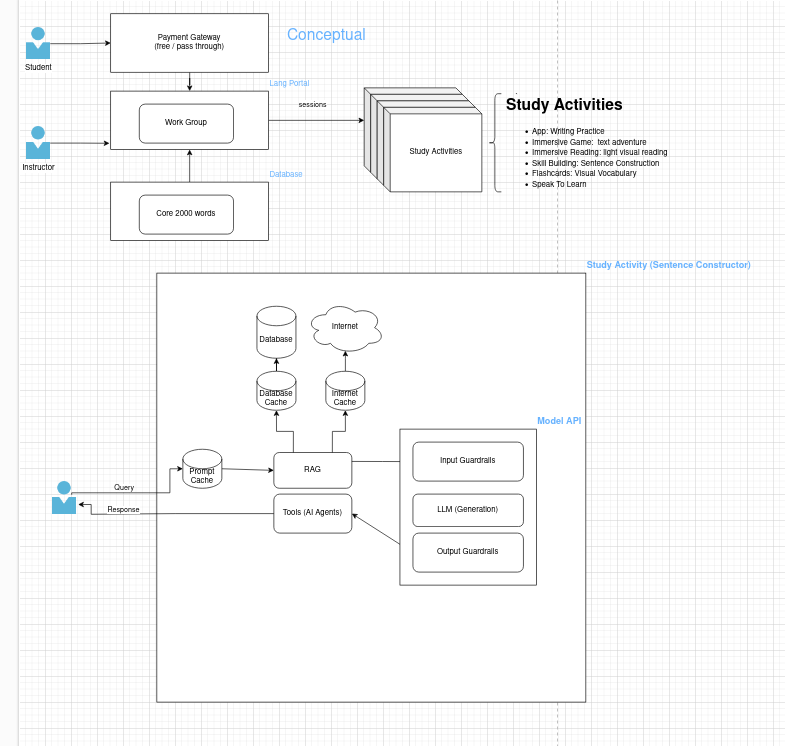 Conceptual
Payment Gateway
(free / pass through)
Student
Lang Portal
sessions
Work Group
Instructor
Database
Core 2000 words
Study Activities
Study Activities
App: Writing Practice
Immersive Game:  text adventure
Immersive Reading: light visual reading
Skill Building: Sentence Construction
Flashcards: Visual Vocabulary
Speak To Learn
Study Activity (Sentence Constructor)
Database
Internet
Database
Cache
Internet
Cache
Model API
Prompt
Cache
RAG
Input Guardrails
Query
Response
Tools (AI Agents)
LLM (Generation)
Output Guardrails